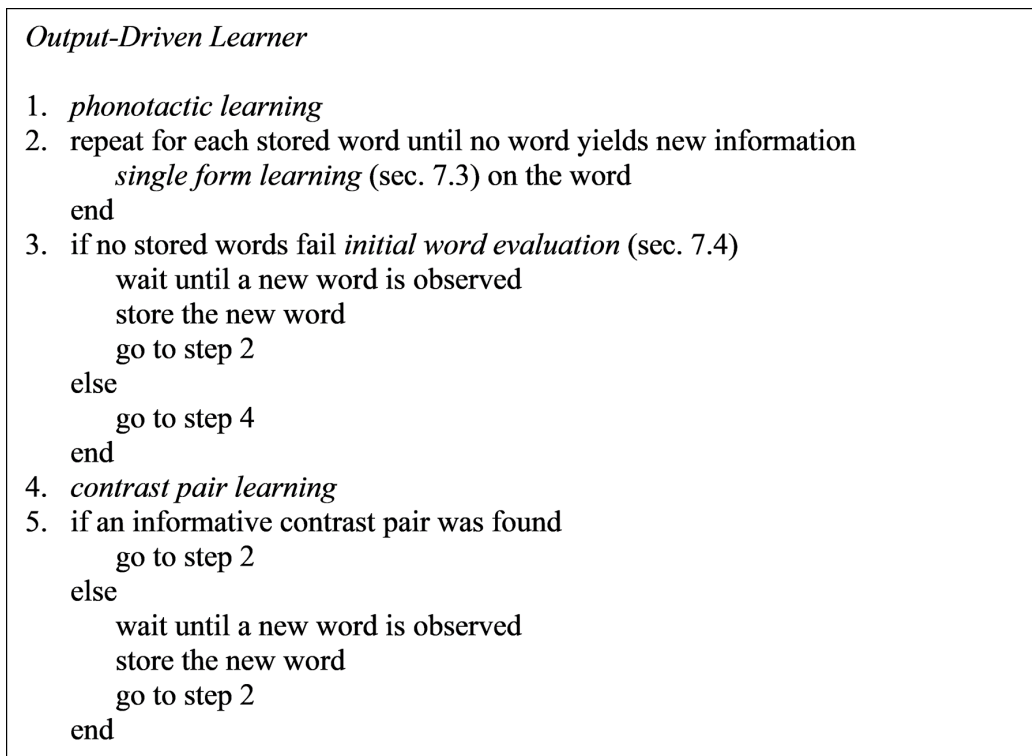 Output-Driven Learner
1. phonotactic learning
2. repeat for each stored word until no word yields new information
single form learning (sec. 7.3) on the word
end
3. if no stored words fail initial word evaluation (sec. 7.4)
wait until a new word is observed
store the new word
go to step 2
else
go to step 4
end
4. contrast pair learning
5. if an informative contrast pair was found
go to step 2
else
wait until a new word is observed
store the new word
go to step 2
end